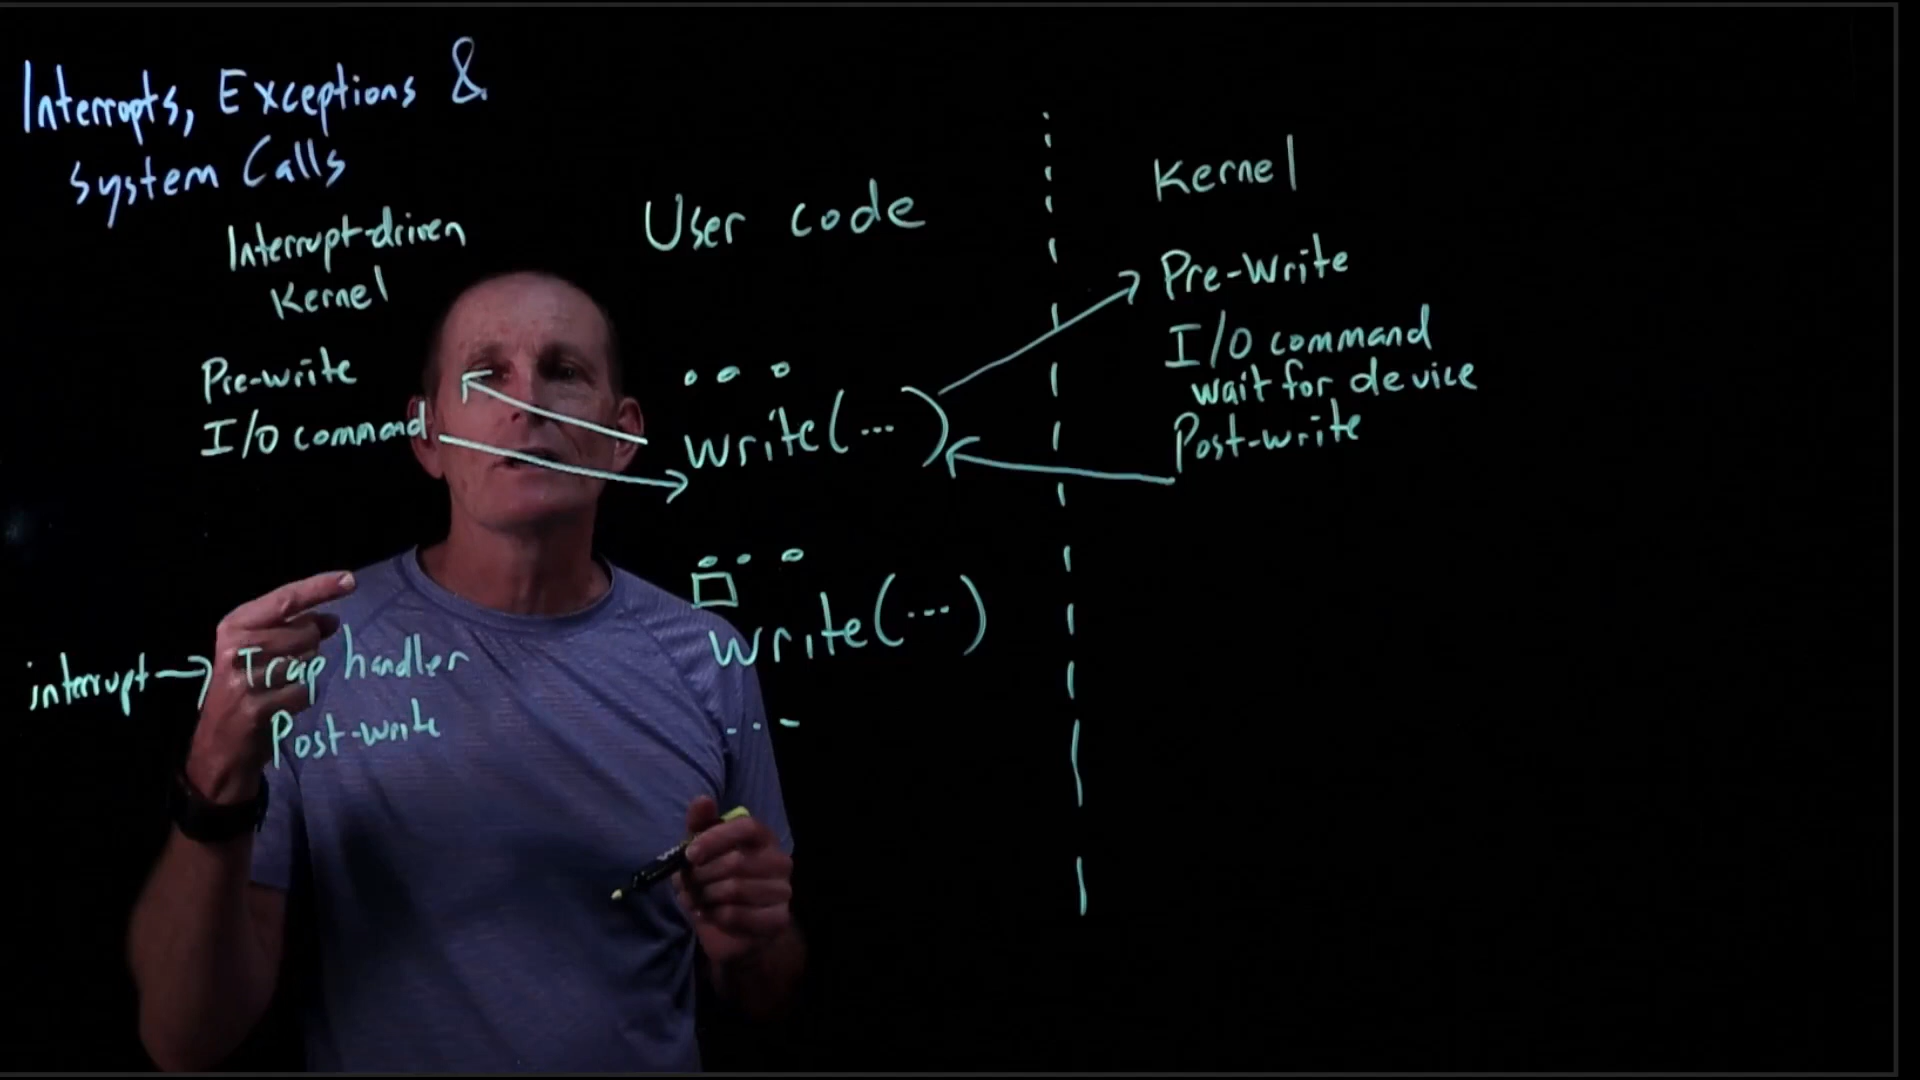 Interrupts, Exceptions &
System Calls
Interrupt-driven
Kernel
Pre-write
I/O command
interrupt → Trap handler
Post-write
User code
• • •
write(...)
• • •
write(...)
...
Kernel
Pre-write
I/O command
wait for device
Post-write